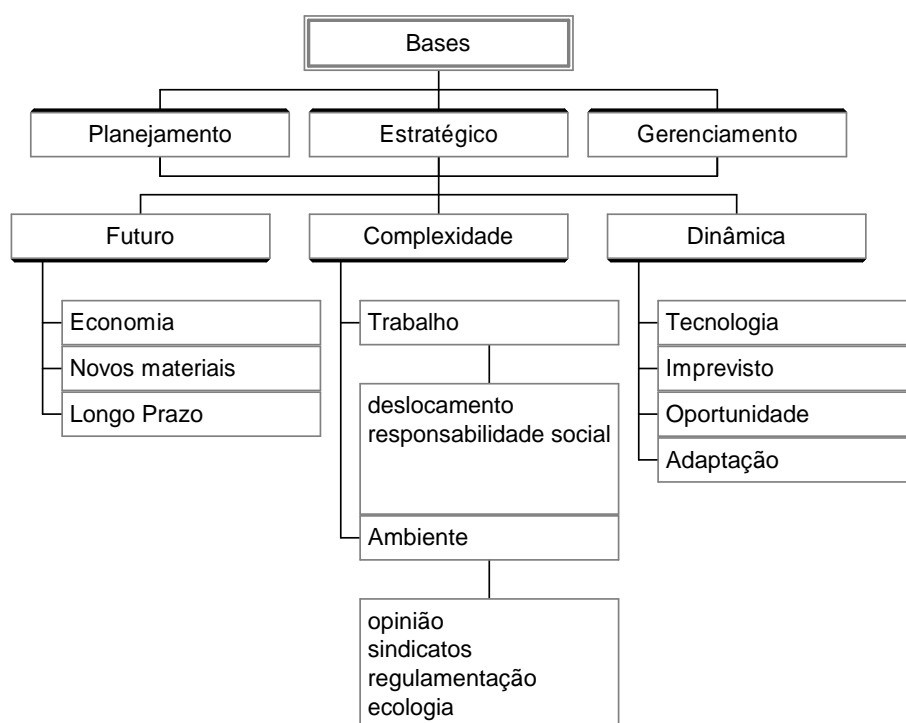 Bases
Planejamento
Estratégico
Gerenciamento
Futuro
Complexidade
Dinâmica
Economia
Novos materiais
Longo Prazo
Trabalho
deslocamento
responsabilidade social
Ambiente
opinião
sindicatos
regulamentação
ecologia
Tecnologia
Imprevisto
Oportunidade
Adaptação